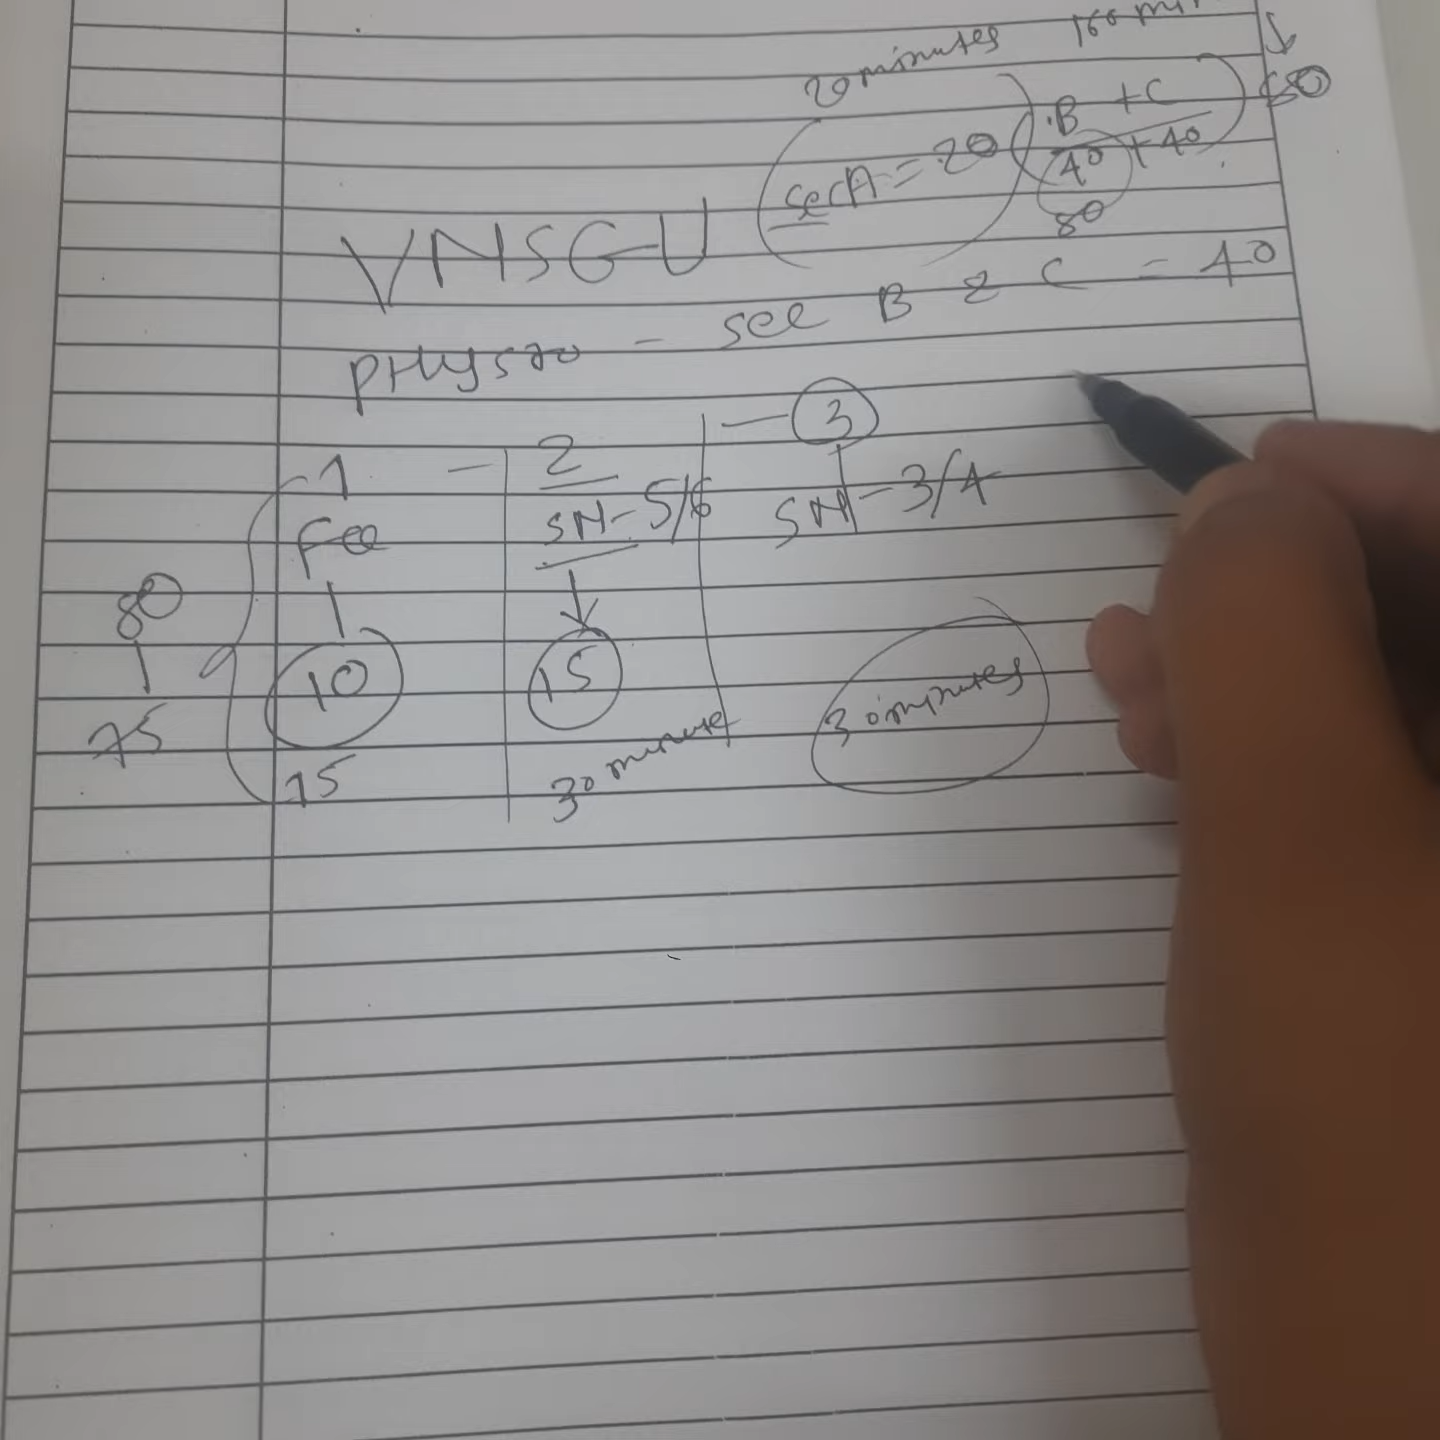 20 minutes 160 min
B + C
80
sec A = 20
40 + 40
80
VNSGU
PHYSIO - sec B & C = 40
1 - 2 - 3
Fee SN-5/6 SN-3/4
80
10 15
75
15 30 minutes 30 minutes